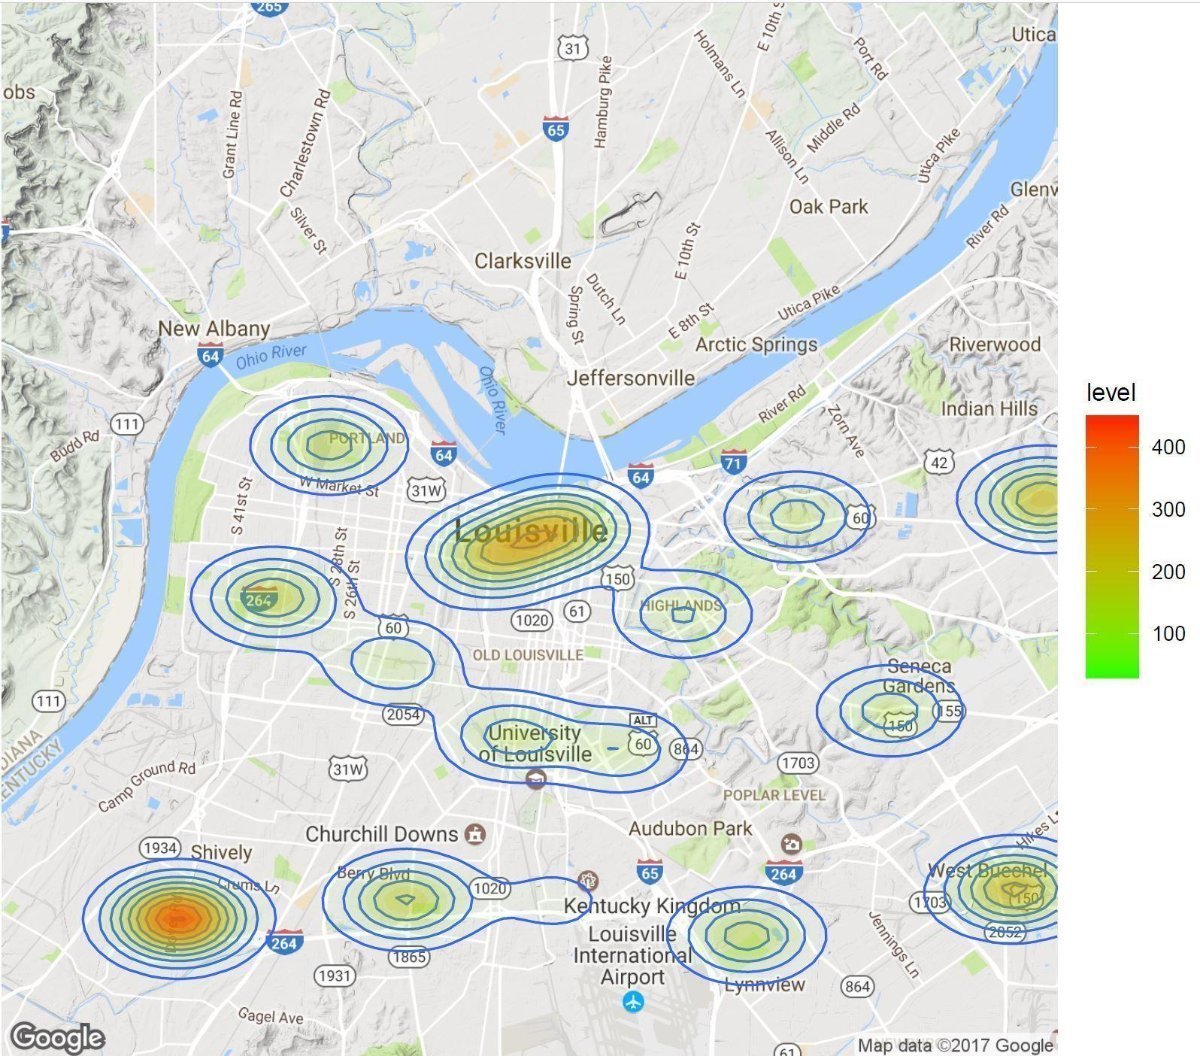 265
Utica
31
Holmans Ln
E 10th S
Port Rd
obs
Grant Line Rd
Charlestown Rd
65
Hamburg Pike
Middle Rd
Allison Ln
Utica Pike
Glenv
Oak Park
River Rd
Silver St
E 10th St
Clarksville
Dutch Ln
Spring St
Utica Pike
E 8th St
New Albany
64
Ohio River
Arctic Springs
Riverwood
Jeffersonville
Ohio River
River Rd
Zorn Ave
Indian Hills
level
111
Budd Rd
PORTLAND
64
400
64
71
42
W Market St
31W
S 41st St
300
60
Louisville
S 28th St
S 26th St
150
200
264
HIGHLANDS
1020
61
60
100
OLD LOUISVILLE
Seneca
Gardens
111
2054
150
155
ALT
University
of Louisville
60
864
1703
DIANA
ENTUCKY
31W
Camp Ground Rd
POPLAR LEVEL
Churchill Downs
Audubon Park
Hikes L
1934
Shively
Berry Blvd
65
264
West Buechel
Crums Ln
1020
1703
150
Kentucky Kingdom
Louisville
International
Airport
264
2052
Jennings Ln
1865
1931
Lynnview
864
Gagel Ave
Google
61
Map data ©2017 Google